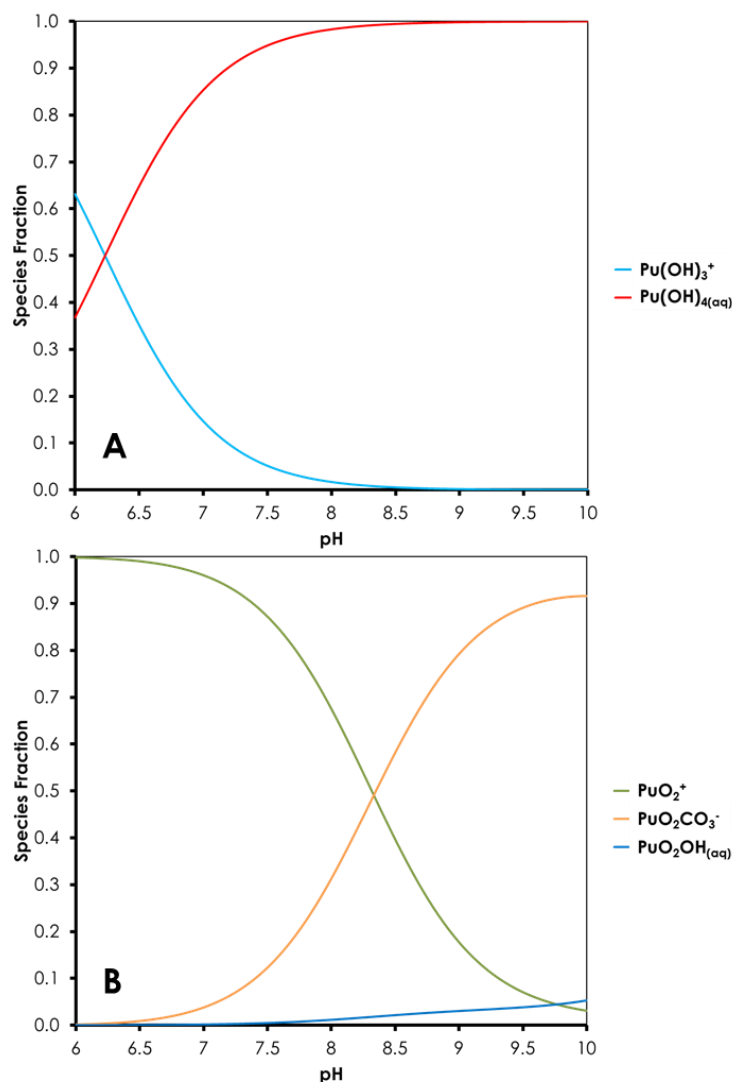 1.0
0.9
0.8
0.7
0.6
0.5
0.4
0.3
0.2
0.1
0.0
Species Fraction
A
6 6.5 7 7.5 8 8.5 9 9.5 10
pH
Pu(OH)₃⁺
Pu(OH)₄₍ₐq₎
1.0
0.9
0.8
0.7
0.6
0.5
0.4
0.3
0.2
0.1
0.0
Species Fraction
B
6 6.5 7 7.5 8 8.5 9 9.5 10
pH
PuO₂⁺
PuO₂CO₃⁻
PuO₂OH₍ₐq₎